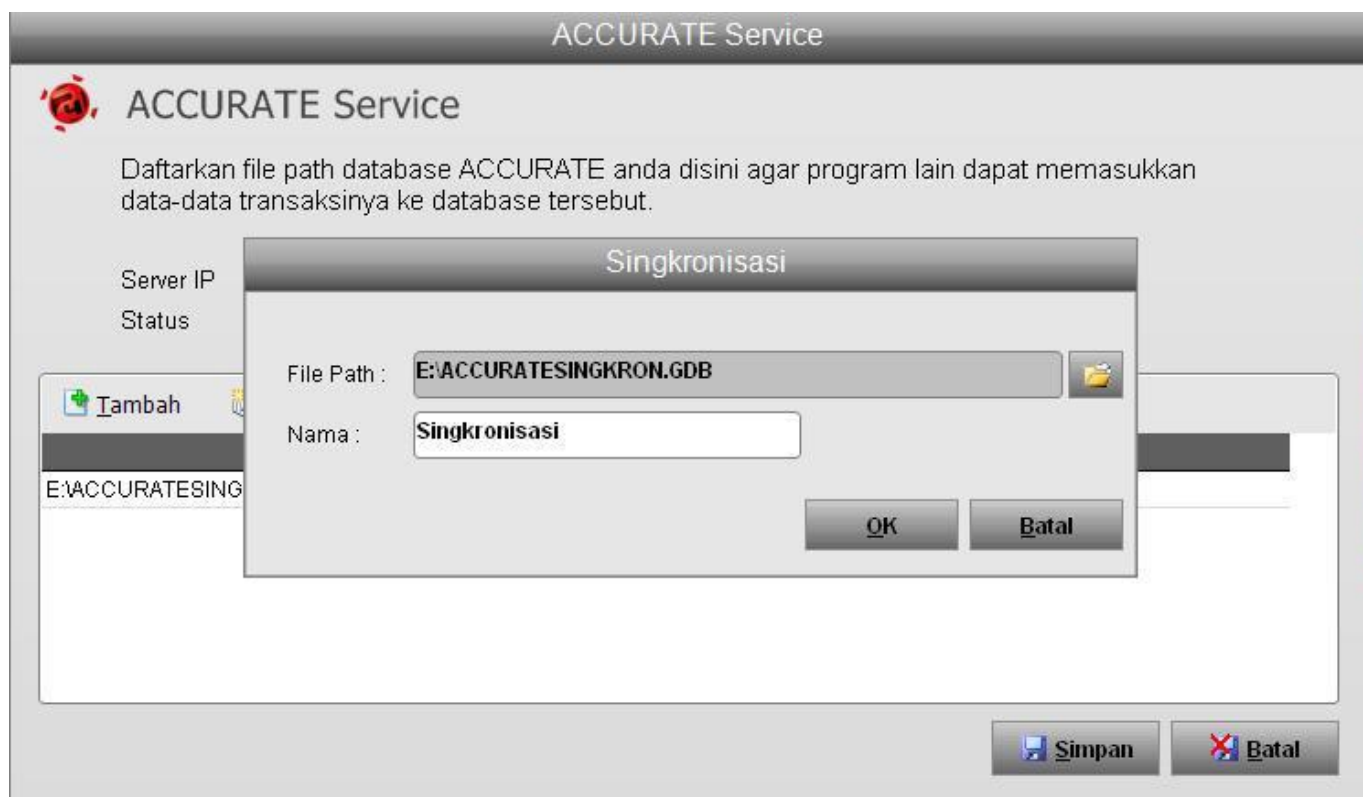 ACCURATE Service
ACCURATE Service
Daftarkan file path database ACCURATE anda disini agar program lain dapat memasukkan
data-data transaksinya ke database tersebut.
Singkronisasi
Server IP
Status
File Path : E:\ACCURATESINGKRON.GDB
Tambah
Nama : Singkronisasi
E:\ACCURATESING
OK Batal
Simpan Batal